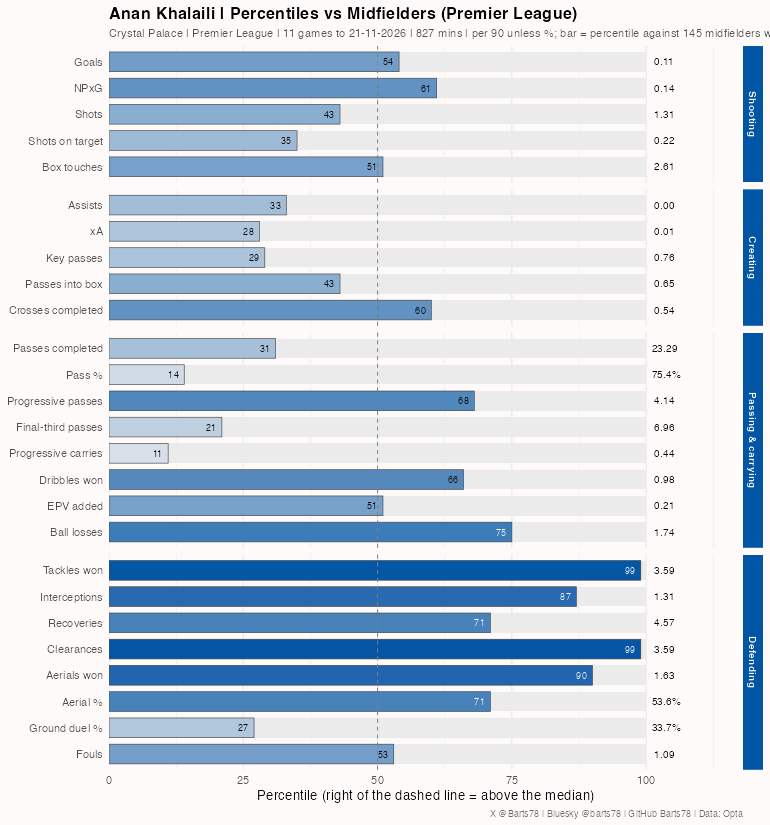 Anan Khalaili | Percentiles vs Midfielders (Premier League)
Crystal Palace | Premier League | 11 games to 21-11-2026 | 827 mins | per 90 unless %; bar = percentile against 145 midfielders w
Goals 54 0.11
NPxG 61 0.14
Shots 43 1.31
Shots on target 35 0.22
Box touches 51 2.61
Shooting
Assists 33 0.00
xA 28 0.01
Key passes 29 0.76
Passes into box 43 0.65
Crosses completed 60 0.54
Creating
Passes completed 31 23.29
Pass % 14 75.4%
Progressive passes 68 4.14
Final-third passes 21 6.96
Progressive carries 11 0.44
Dribbles won 66 0.98
EPV added 51 0.21
Ball losses 75 1.74
Passing & carrying
Tackles won 99 3.59
Interceptions 87 1.31
Recoveries 71 4.57
Clearances 99 3.59
Aerials won 90 1.63
Aerial % 71 53.6%
Ground duel % 27 33.7%
Fouls 53 1.09
Defending
0 25 50 75 100
Percentile (right of the dashed line = above the median)
X @Barts78 | Bluesky @barts78 | GitHub Barts78 | Data: Opta